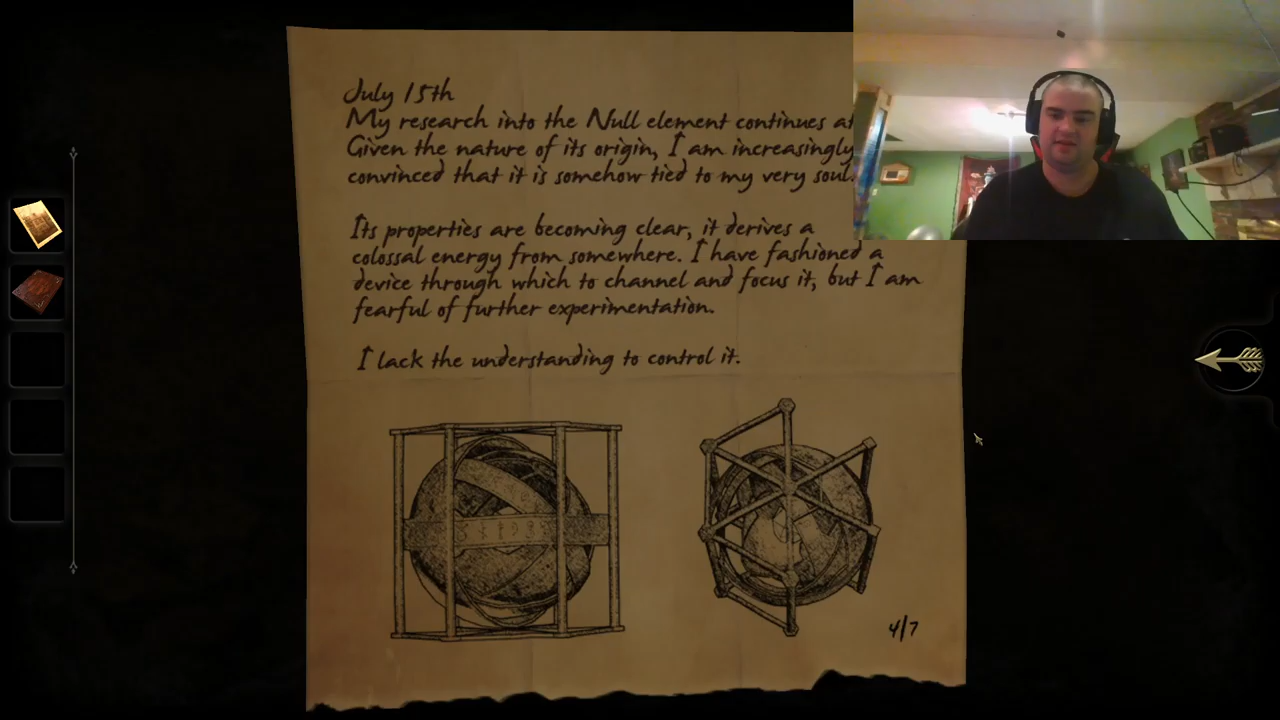 July 15th
My research into the Null element continues at
Given the nature of its origin, I am increasingly
convinced that it is somehow tied to my very soul.
Its properties are becoming clear, it derives a
colossal energy from somewhere. I have fashioned a
device through which to channel and focus it, but I am
fearful of further experimentation.
I lack the understanding to control it.
4/7